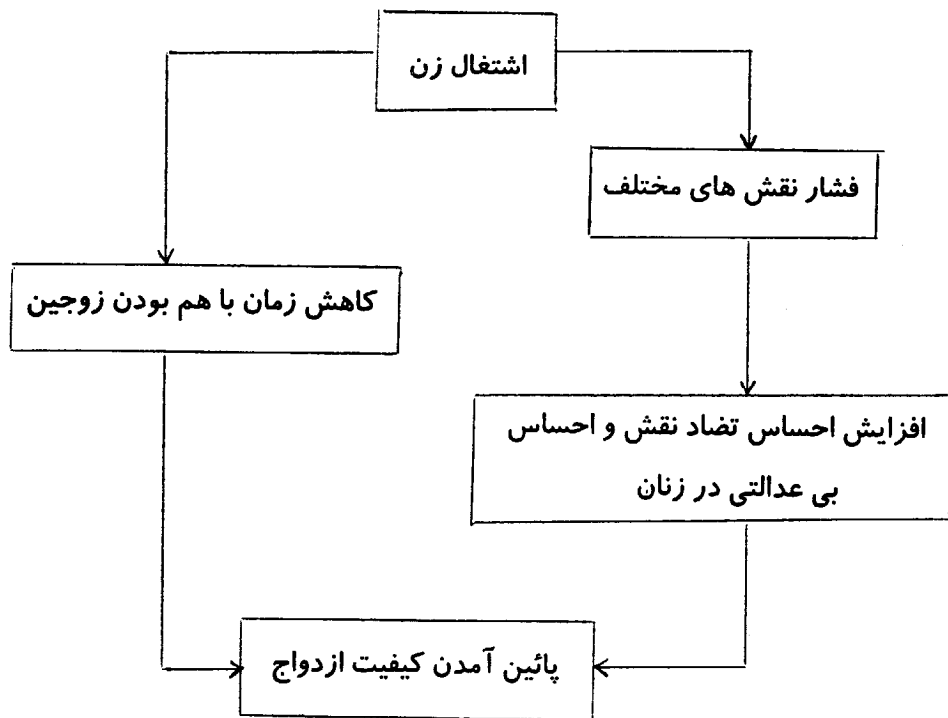 اشتغال زن
فشار نقش های مختلف
کاهش زمان با هم بودن زوجین
افزایش احساس تضاد نقش و احساس
بی عدالتی در زنان
پائین آمدن کیفیت ازدواج